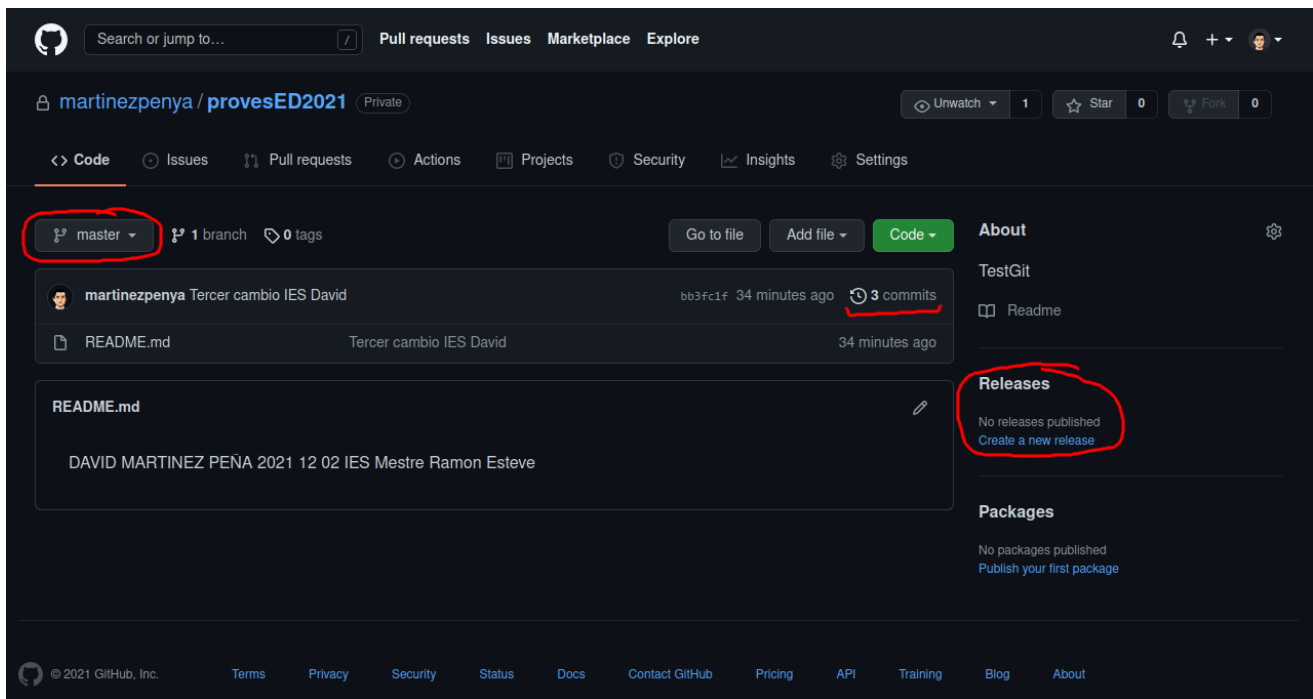 Search or jump to… /
Pull requests Issues Marketplace Explore
martinezpenya / provesED2021 Private
Unwatch 1 Star 0 Fork 0
Code Issues Pull requests Actions Projects Security Insights Settings
master 1 branch 0 tags
Go to file Add file Code
martinezpenya Tercer cambio IES David bb3fc1f 34 minutes ago 3 commits
README.md Tercer cambio IES David 34 minutes ago
README.md
DAVID MARTINEZ PEÑA 2021 12 02 IES Mestre Ramon Esteve
About
TestGit
Readme
Releases
No releases published
Create a new release
Packages
No packages published
Publish your first package
© 2021 GitHub, Inc. Terms Privacy Security Status Docs Contact GitHub Pricing API Training Blog About